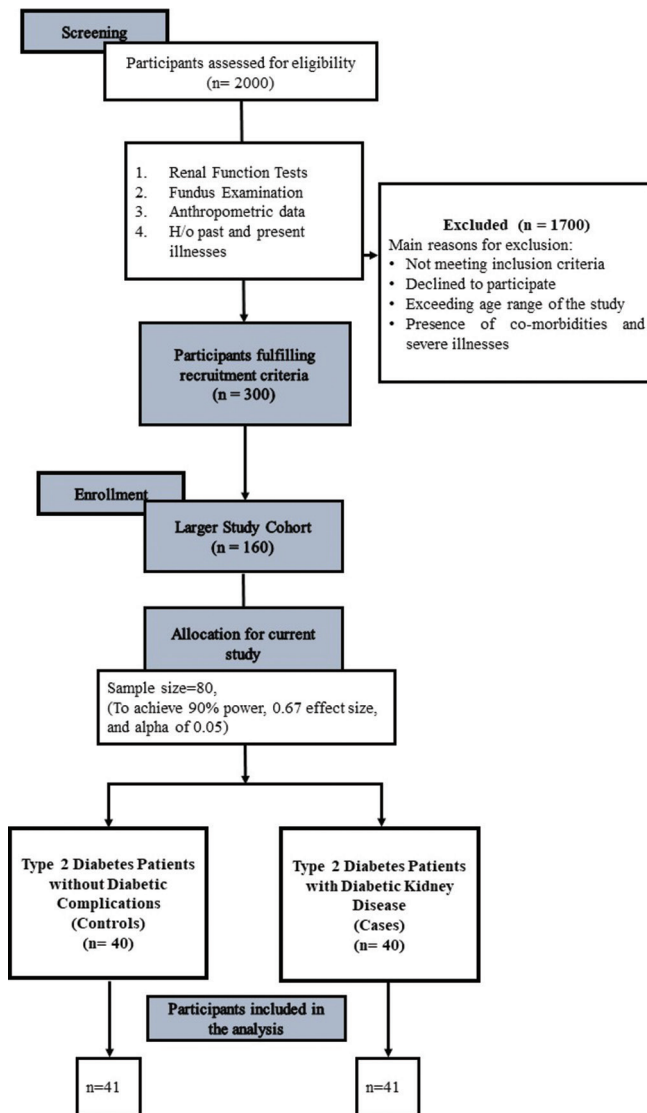 Screening
Participants assessed for eligibility
(n= 2000)
1. Renal Function Tests
2. Fundus Examination
3. Anthropometric data
4. H/o past and present
illnesses
Excluded (n = 1700)
Main reasons for exclusion:
• Not meeting inclusion criteria
• Declined to participate
• Exceeding age range of the study
• Presence of co-morbidities and
severe illnesses
Participants fulfilling
recruitment criteria
(n = 300)
Enrollment
Larger Study Cohort
(n = 160)
Allocation for current
study
Sample size=80,
(To achieve 90% power, 0.67 effect size,
and alpha of 0.05)
Type 2 Diabetes Patients
without Diabetic
Complications
(Controls)
(n= 40)
Type 2 Diabetes Patients
with Diabetic Kidney
Disease
(Cases)
(n= 40)
Participants included in
the analysis
n=41
n=41